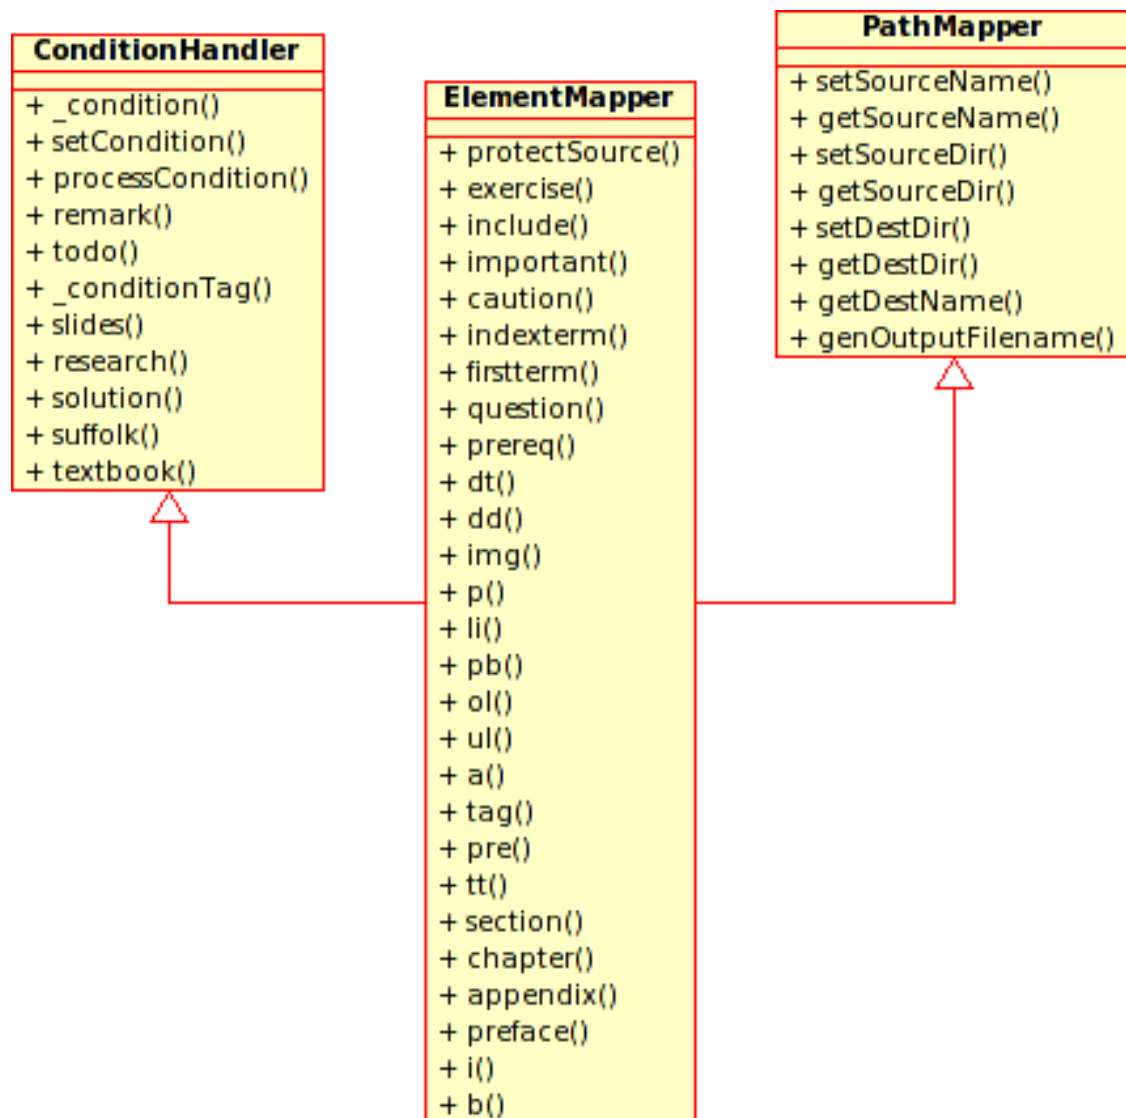 ConditionHandler
+ _condition()
+ setCondition()
+ processCondition()
+ remark()
+ todo()
+ _conditionTag()
+ slides()
+ research()
+ solution()
+ suffolk()
+ textbook()
ElementMapper
+ protectSource()
+ exercise()
+ include()
+ important()
+ caution()
+ indexterm()
+ firstterm()
+ question()
+ prereq()
+ dt()
+ dd()
+ img()
+ p()
+ li()
+ pb()
+ ol()
+ ul()
+ a()
+ tag()
+ pre()
+ tt()
+ section()
+ chapter()
+ appendix()
+ preface()
+ i()
+ b()
PathMapper
+ setSourceName()
+ getSourceName()
+ setSourceDir()
+ getSourceDir()
+ setDestDir()
+ getDestDir()
+ getDestName()
+ genOutputFilename()